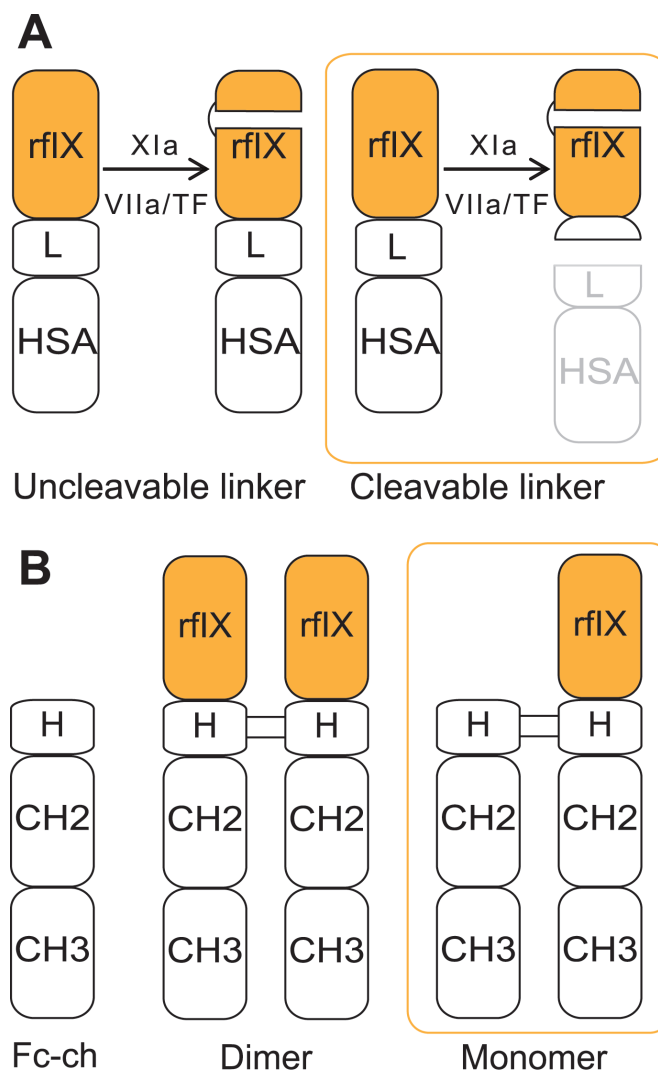 A
rfIX XIa rfIX rfIX XIa rfIX
VIIa/TF VIIa/TF
L L L L
HSA HSA HSA HSA
Uncleavable linker Cleavable linker
B
rfIX rfIX rfIX
H H H H H
CH2 CH2 CH2 CH2 CH2
CH3 CH3 CH3 CH3 CH3
Fc-ch Dimer Monomer